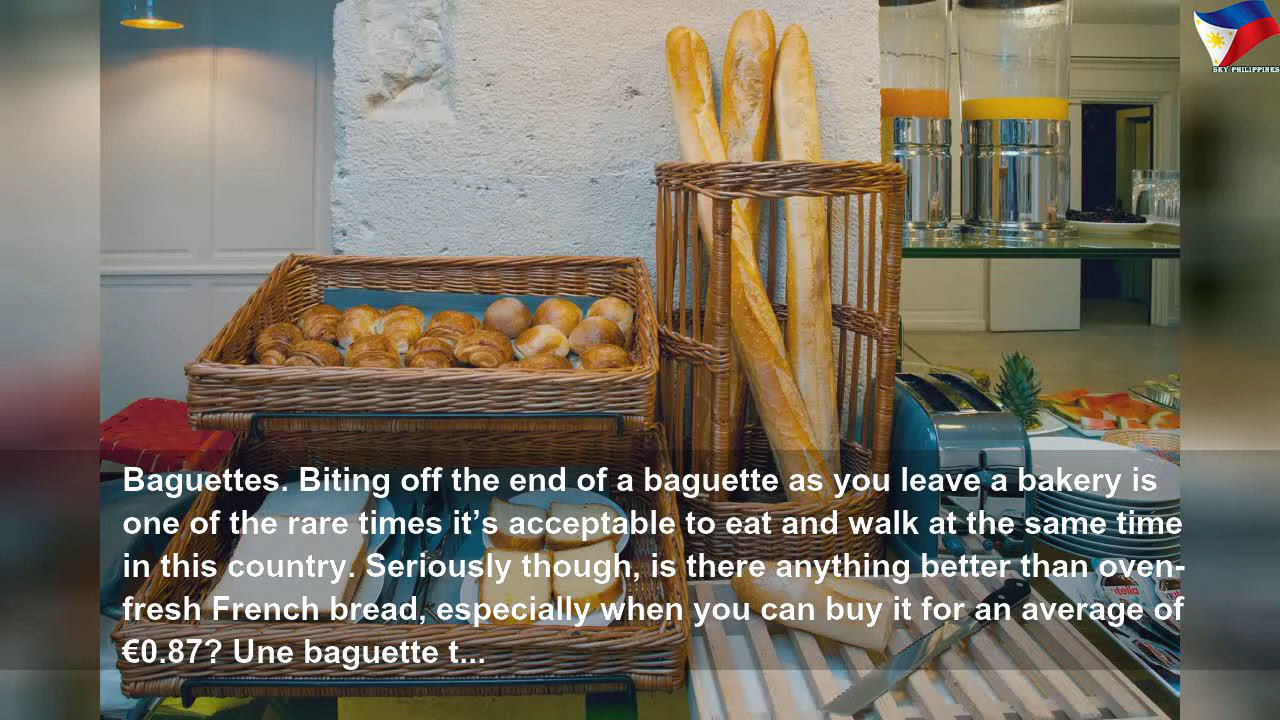 SKY PHILIPPINES
Baguettes. Biting off the end of a baguette as you leave a bakery is
one of the rare times it’s acceptable to eat and walk at the same time
in this country. Seriously though, is there anything better than oven-
fresh French bread, especially when you can buy it for an average of
€0.87? Une baguette t...
nutella